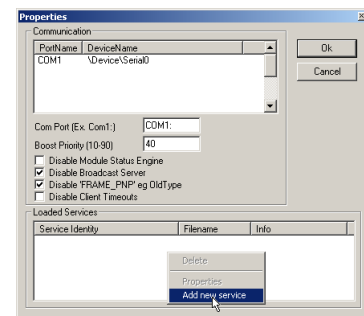 Properties
Communication
PortName DeviceName
COM1 \Device\Serial0
Ok
Cancel
Com Port (Ex. Com1:) COM1:
Boost Priority (10-90) 40
Disable Module Status Engine
Disable Broadcast Server
Disable 'FRAME_PNP' eg OldType
Disable Client Timeouts
Loaded Services
Service Identity Filename Info
Delete
Properties
Add new service